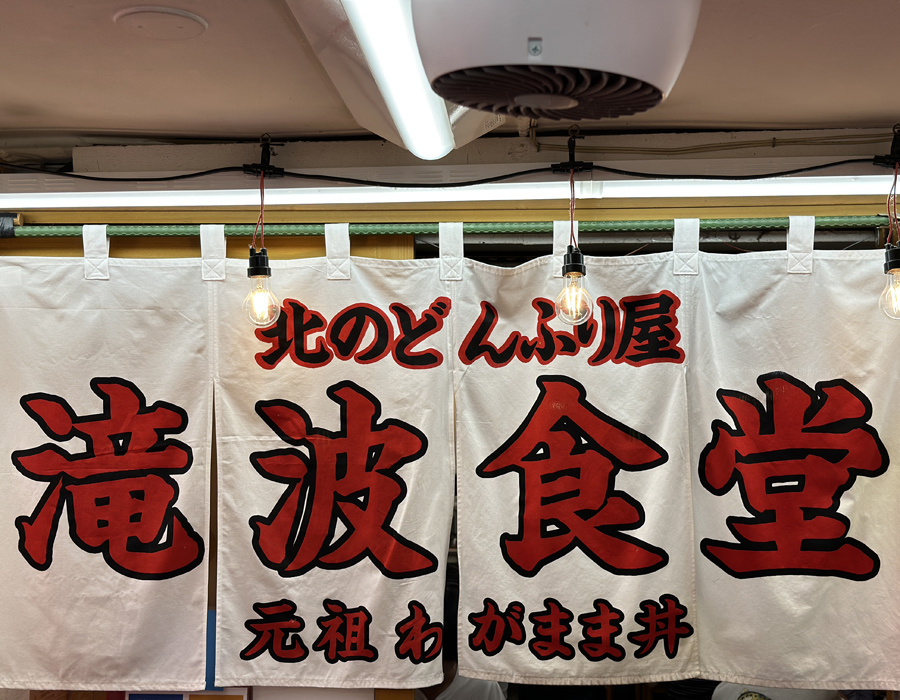 北のどんぶり屋
滝波食堂
元祖わがまま丼